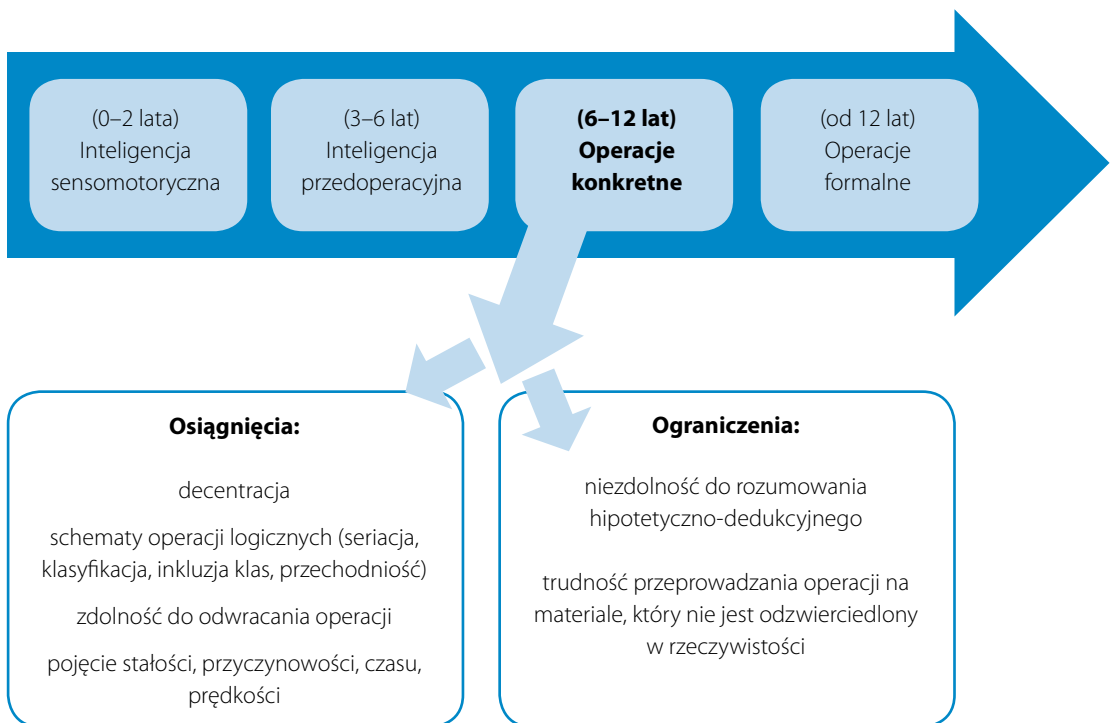 (0–2 lata)
Inteligencja
sensomotoryczna
(3–6 lat)
Inteligencja
przedoperacyjna
(6–12 lat)
Operacje
konkretne
(od 12 lat)
Operacje
formalne
Osiągnięcia:
decentracja
schematy operacji logicznych (seriacja,
klasyfikacja, inkluzja klas, przechodniość)
zdolność do odwracania operacji
pojęcie stałości, przyczynowości, czasu,
prędkości
Ograniczenia:
niezdolność do rozumowania
hipotetyczno-dedukcyjnego
trudność przeprowadzania operacji na
materiale, który nie jest odzwierciedlony
w rzeczywistości